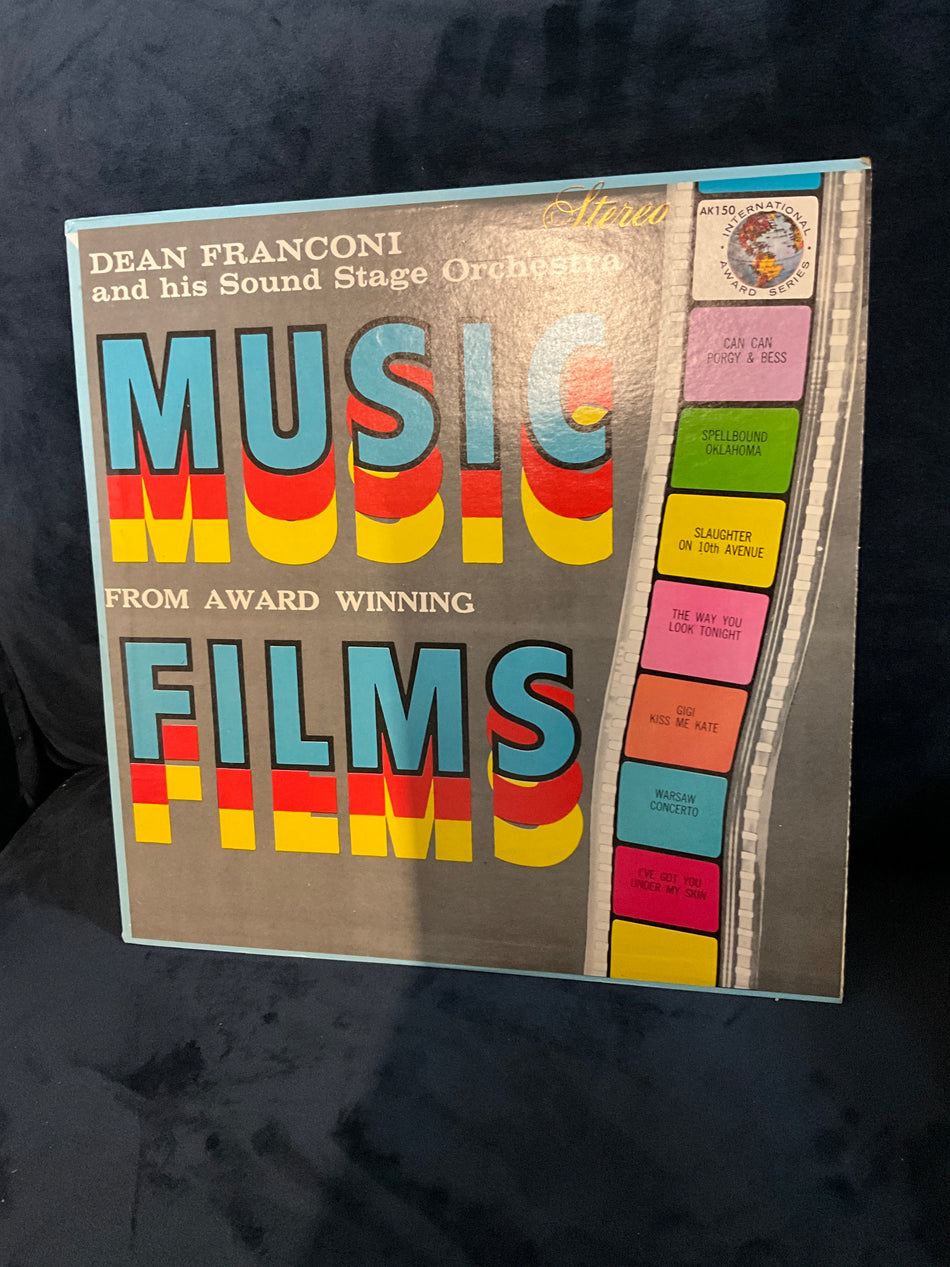 Stereo
DEAN FRANCONI
and his Sound Stage Orchestra
MUSIC
FROM AWARD WINNING
FILMS
AK150
INTERNATIONAL
AWARD SERIES
CAN CAN
PORGY & BESS
SPELLBOUND
OKLAHOMA
SLAUGHTER
ON 10th AVENUE
THE WAY YOU
LOOK TONIGHT
GIGI
KISS ME KATE
WARSAW
CONCERTO
I'VE GOT YOU
UNDER MY SKIN